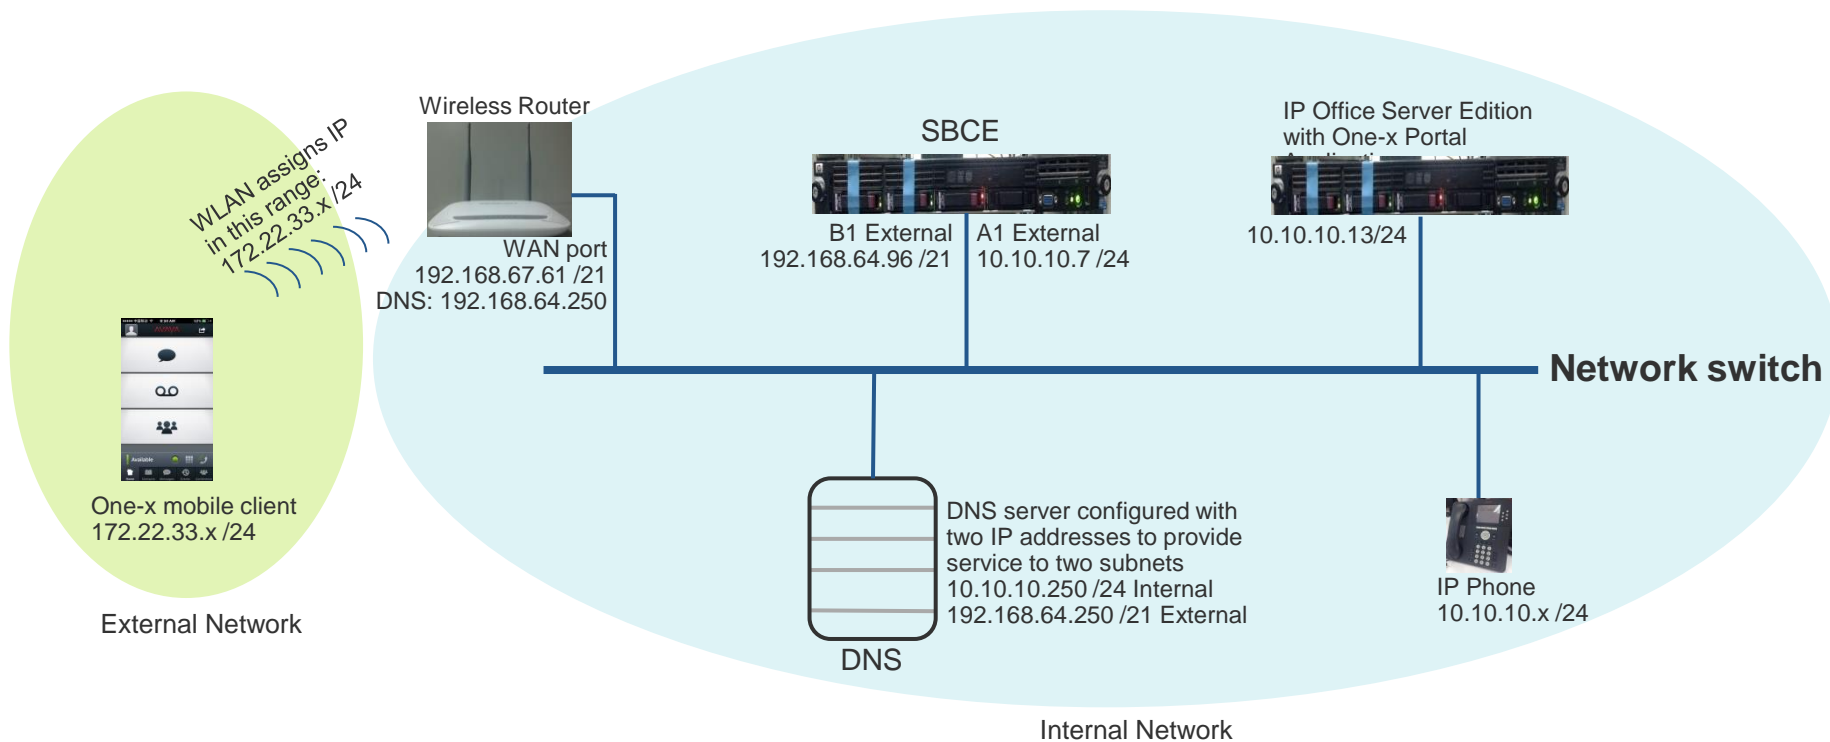 Wireless Router
SBCE
IP Office Server Edition
with One-x Portal
WLAN assigns IP
in this range:
172.22.33.x /24
WAN port
192.168.67.61 /21
DNS: 192.168.64.250
B1 External
192.168.64.96 /21
A1 External
10.10.10.7 /24
10.10.10.13/24
Network switch
AVAYA
Available
One-x mobile client
172.22.33.x /24
External Network
DNS server configured with
two IP addresses to provide
service to two subnets
10.10.10.250 /24 Internal
192.168.64.250 /21 External
DNS
IP Phone
10.10.10.x /24
Internal Network